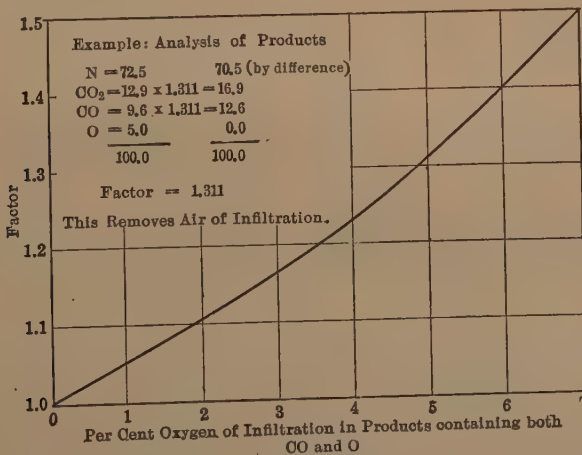 Example: Analysis of Products
N = 72.5 70.5 (by difference)
CO₂ = 12.9 x 1.311 = 16.9
CO = 9.6 x 1.311 = 12.6
O = 5.0 0.0
100.0 100.0
Factor = 1.311
This Removes Air of Infiltration.
Factor
1.5
1.4
1.3
1.2
1.1
1.0
0 1 2 3 4 5 6 7
Per Cent Oxygen of Infiltration in Products containing both
CO and O